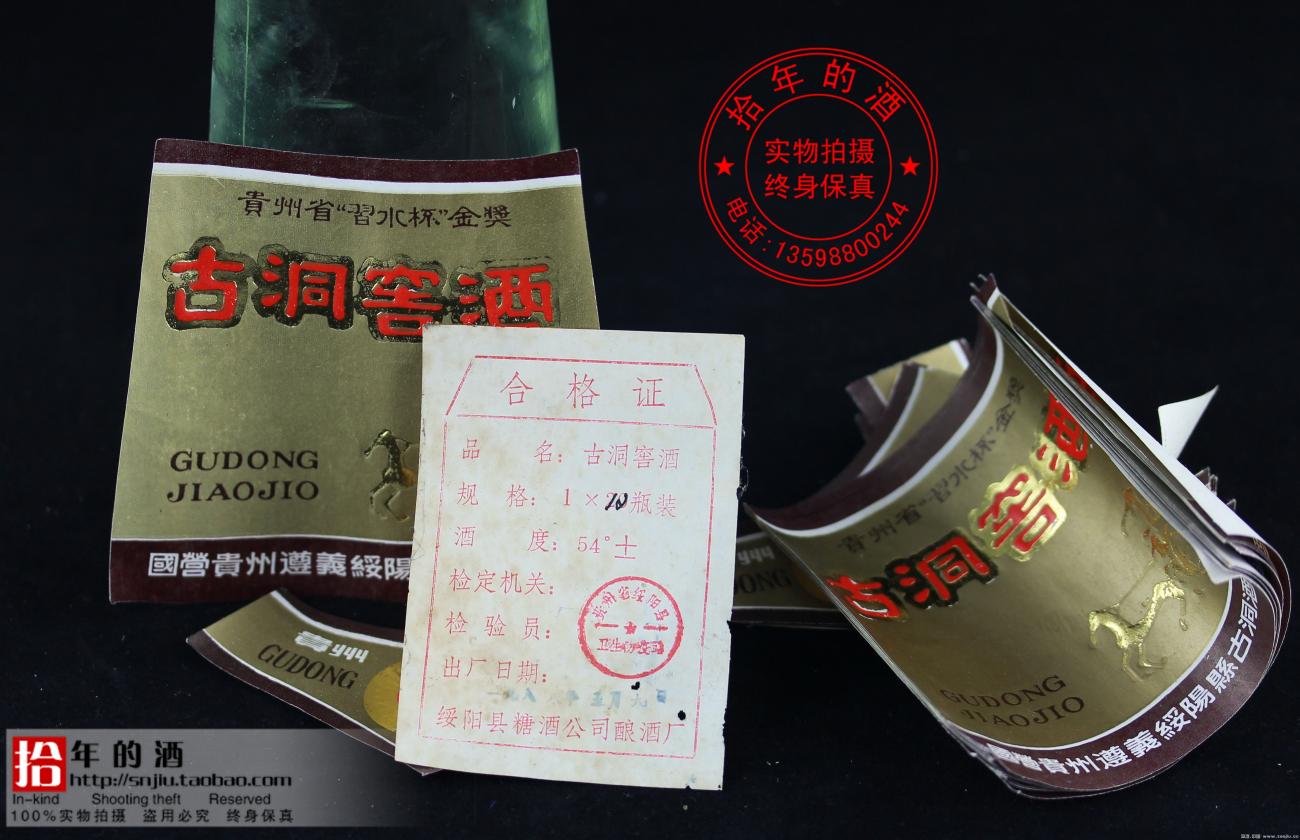 貴州省“習水杯”金獎
古洞窖酒
GUDONG
JIAOJIO
國營貴州遵義綏陽
GUDONG
合格证
品 名: 古洞窖酒
规 格: 1×20瓶装
酒 度: 54°±
检定机关:
检 验 员:
出厂日期:
绥阳县糖酒公司酿酒厂
貴州省“習水杯”金獎
古洞窖酒
GUDONG
JIAOJIO
國營貴州遵義綏陽縣古洞酒
GUDONG
拾年的酒
实物拍摄
终身保真
电话:13598800244
拾年的酒
http://snjiu.taobao.com
In-kind Shooting theft Reserved
100%实物拍摄 盗用必究 终身保真